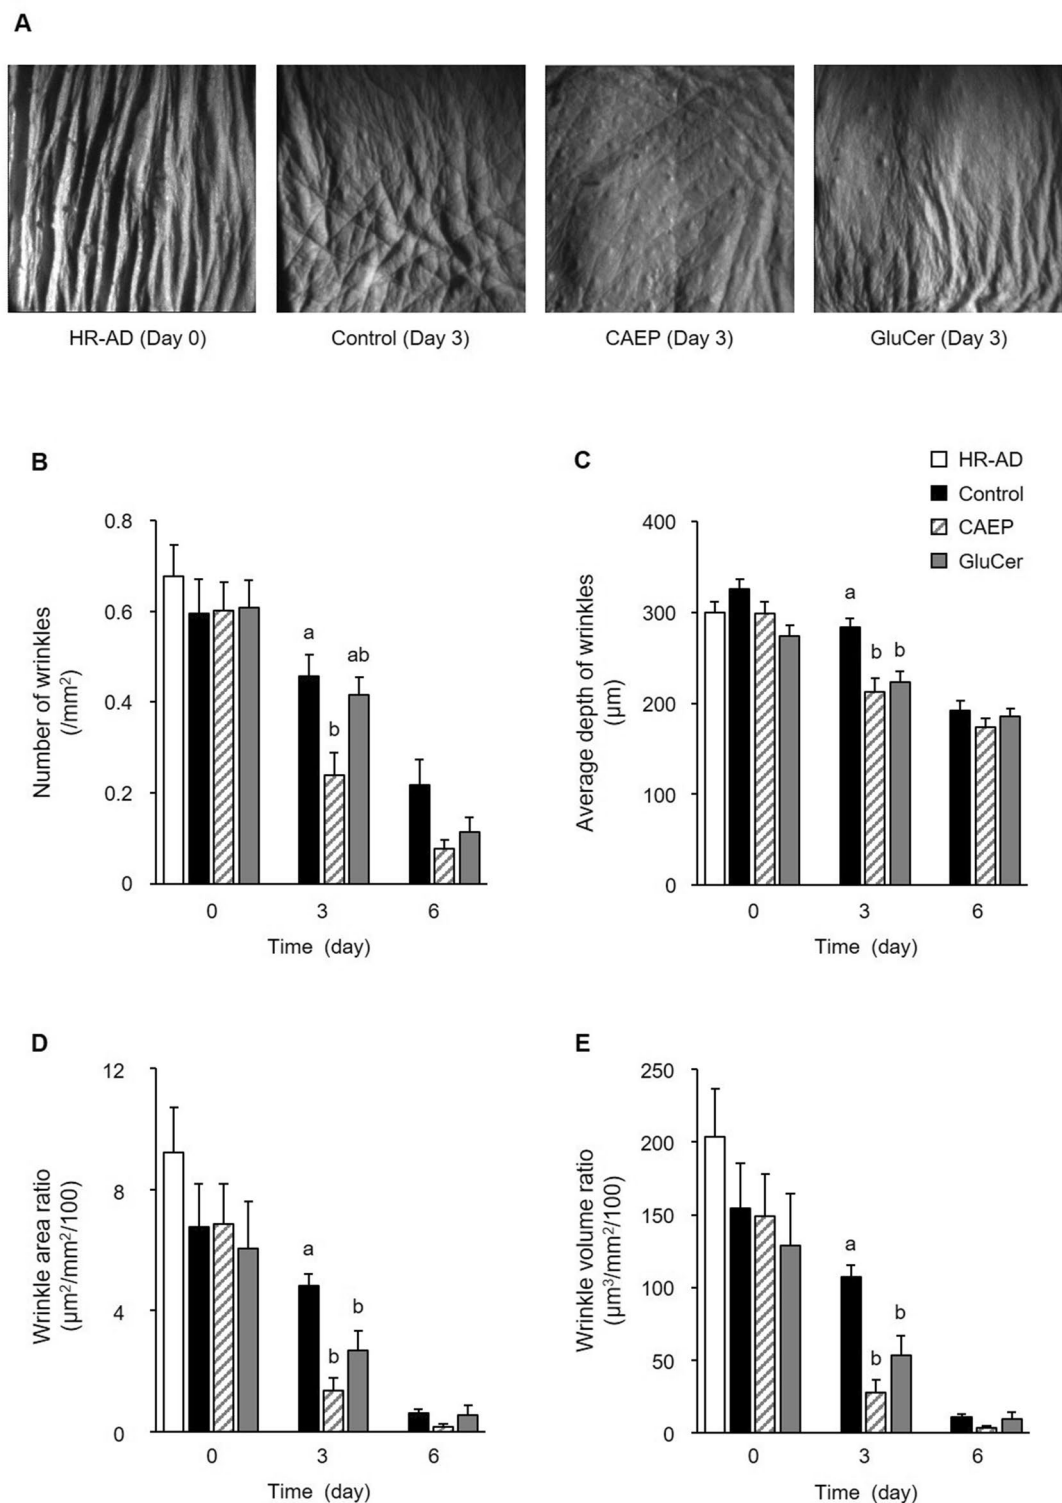 A
HR-AD (Day 0)
Control (Day 3)
CAEP (Day 3)
GluCer (Day 3)
B
Number of wrinkles
(/mm²)
0.8
0.6
0.4
0.2
0
a
b
ab
0
3
6
Time (day)
C
HR-AD
Control
CAEP
GluCer
Average depth of wrinkles
(μm)
400
300
200
100
0
a
b
b
0
3
6
Time (day)
D
Wrinkle area ratio
(μm²/mm²/100)
12
8
4
0
a
b
b
0
3
6
Time (day)
E
Wrinkle volume ratio
(μm³/mm²/100)
250
200
150
100
50
0
a
b
b
0
3
6
Time (day)